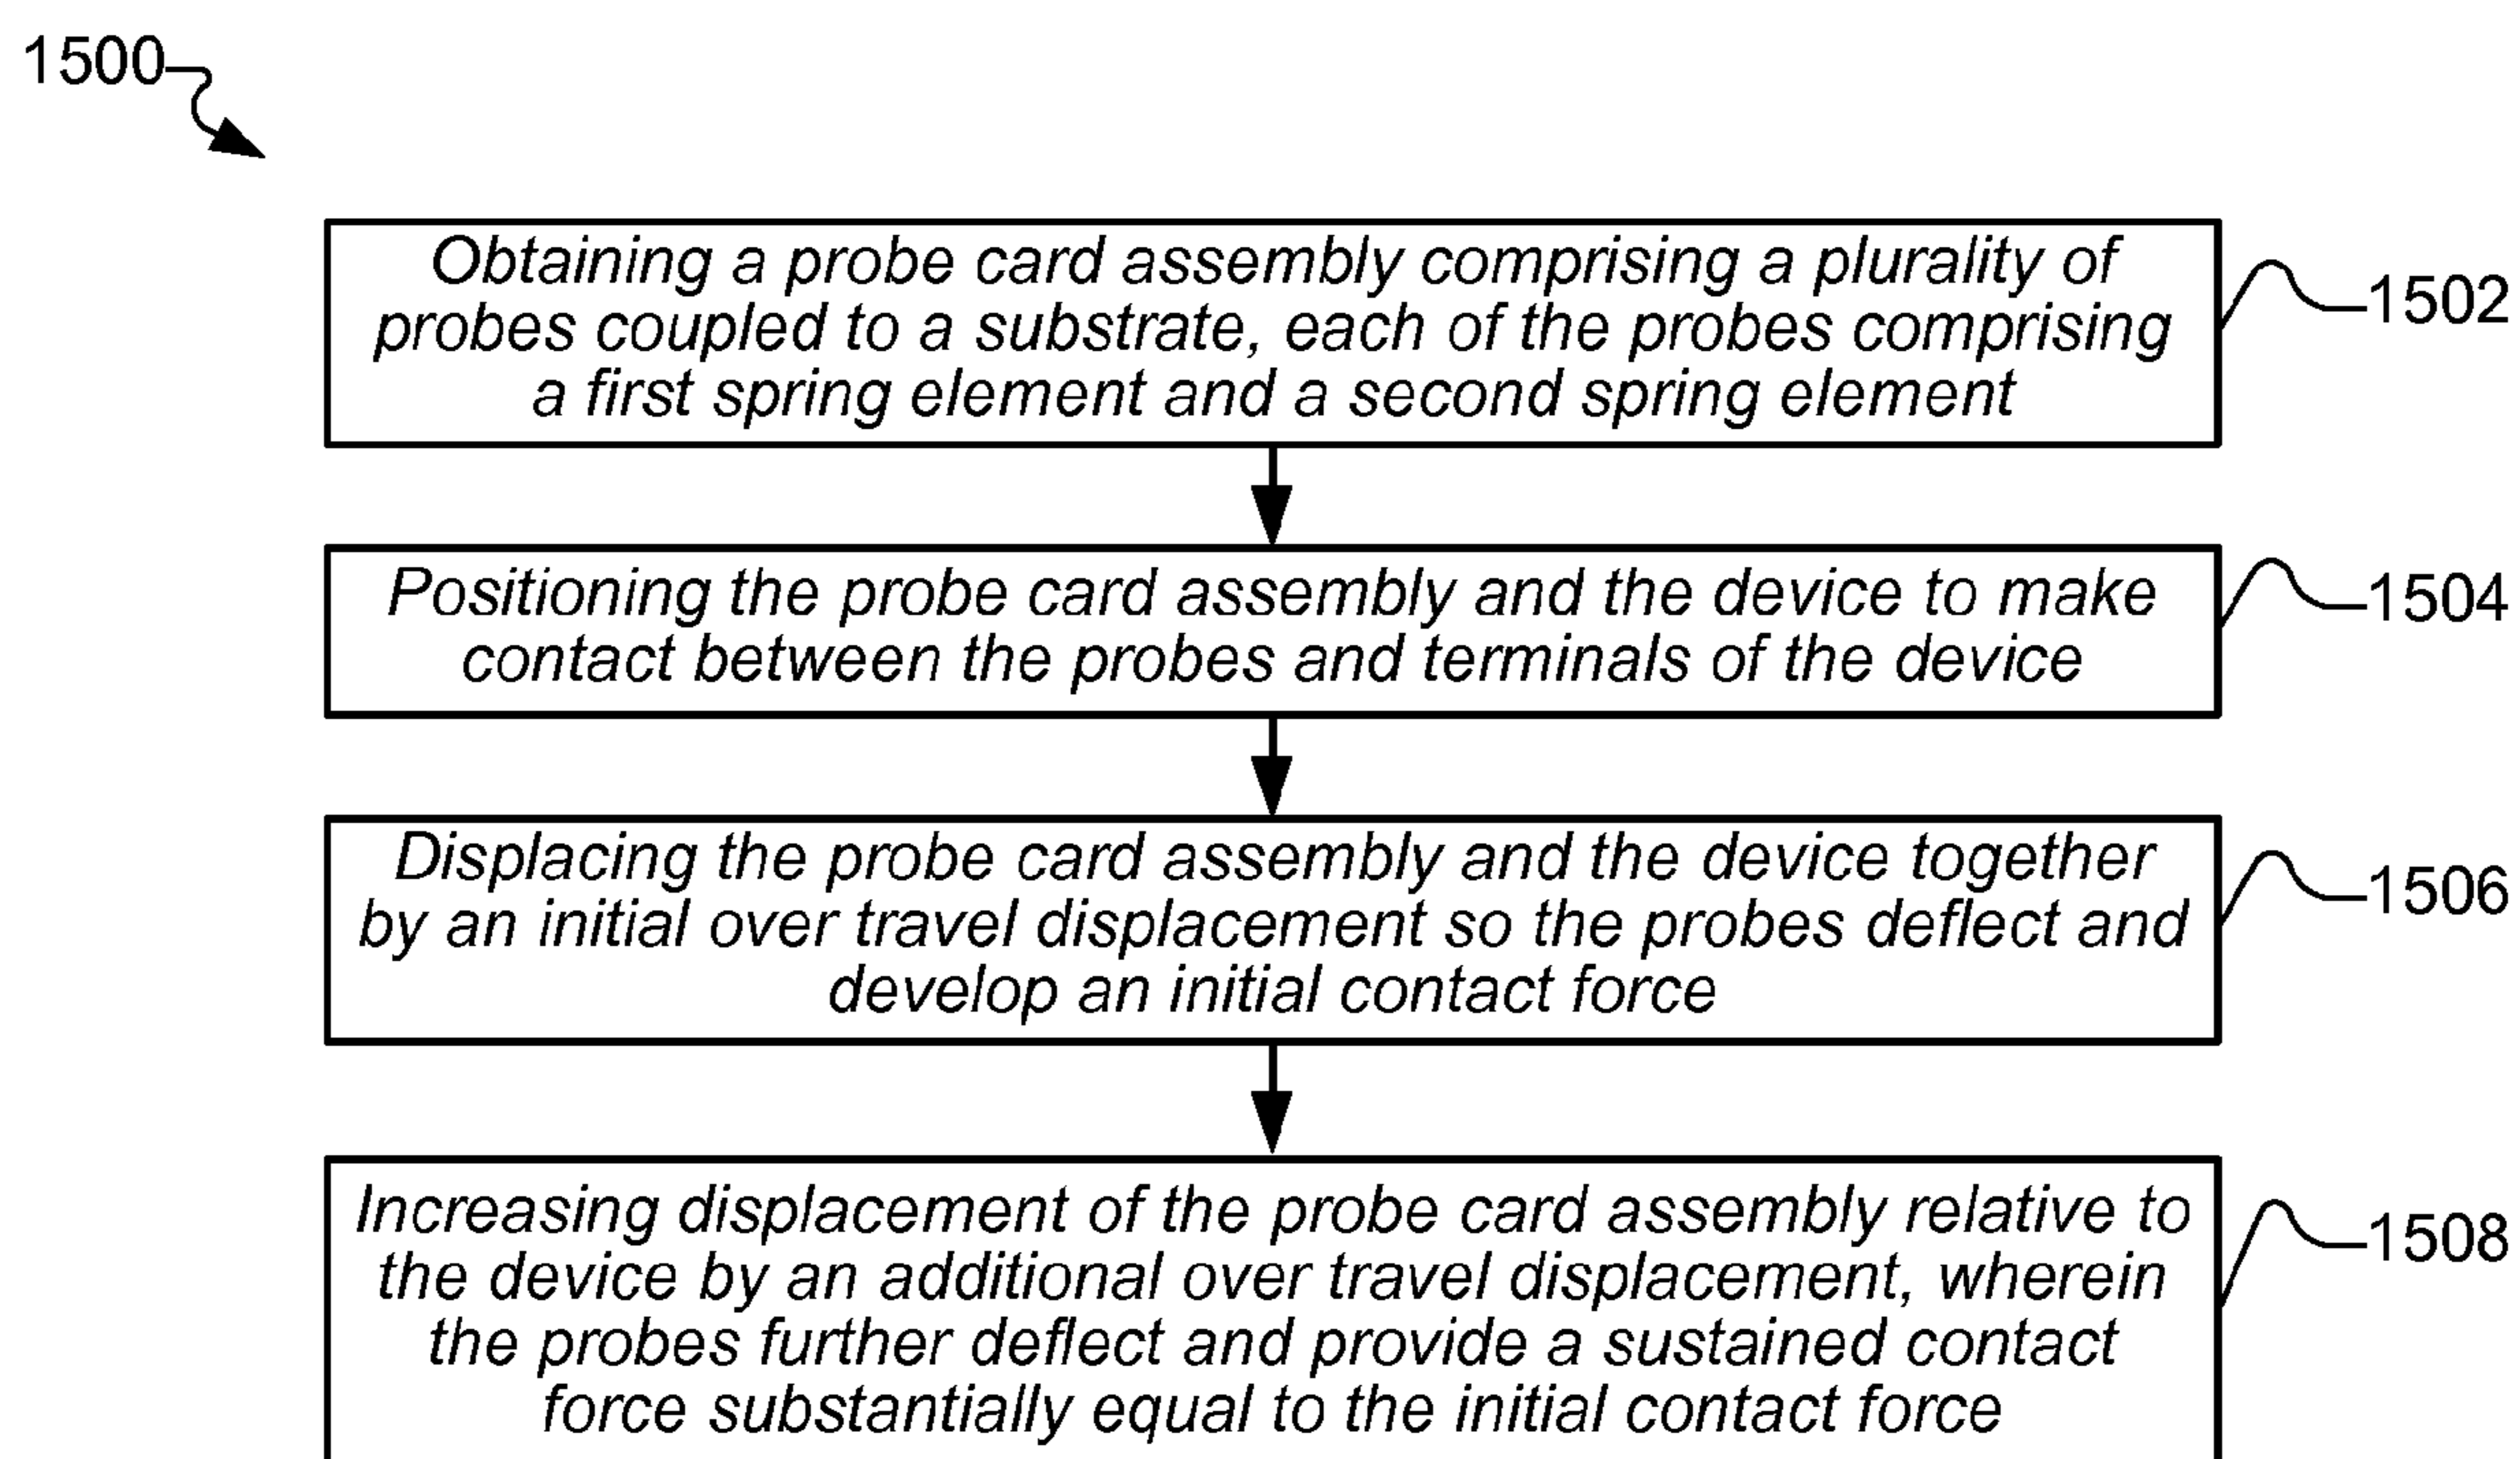 1500
Obtaining a probe card assembly comprising a plurality of
probes coupled to a substrate, each of the probes comprising
a first spring element and a second spring element
1502
Positioning the probe card assembly and the device to make
contact between the probes and terminals of the device
1504
Displacing the probe card assembly and the device together
by an initial over travel displacement so the probes deflect and
develop an initial contact force
1506
Increasing displacement of the probe card assembly relative to
the device by an additional over travel displacement, wherein
the probes further deflect and provide a sustained contact
force substantially equal to the initial contact force
1508